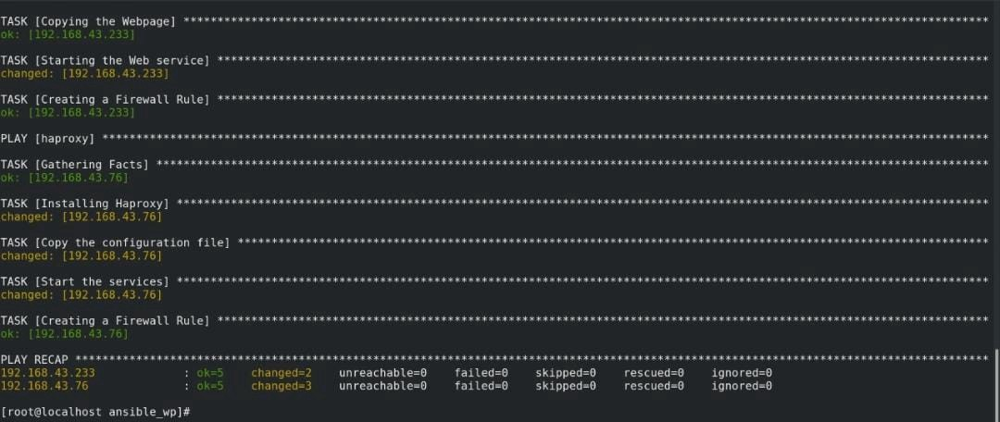 TASK [Copying the Webpage] ************************************************************************************************************************
ok: [192.168.43.233]
TASK [Starting the Web service] *******************************************************************************************************************
changed: [192.168.43.233]
TASK [Creating a Firewall Rule] *******************************************************************************************************************
ok: [192.168.43.233]
PLAY [haproxy] ************************************************************************************************************************************
TASK [Gathering Facts] ****************************************************************************************************************************
ok: [192.168.43.76]
TASK [Installing Haproxy] *************************************************************************************************************************
changed: [192.168.43.76]
TASK [Copy the configuration file] ****************************************************************************************************************
changed: [192.168.43.76]
TASK [Start the services] *************************************************************************************************************************
changed: [192.168.43.76]
TASK [Creating a Firewall Rule] *******************************************************************************************************************
ok: [192.168.43.76]
PLAY RECAP ****************************************************************************************************************************************
192.168.43.233 : ok=5 changed=2 unreachable=0 failed=0 skipped=0 rescued=0 ignored=0
192.168.43.76 : ok=5 changed=3 unreachable=0 failed=0 skipped=0 rescued=0 ignored=0
[root@localhost ansible_wp]#